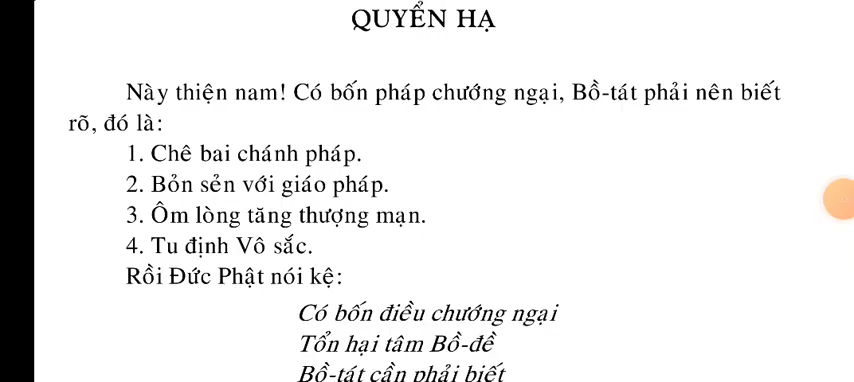 QUYỂN HẠ
Này thiện nam! Có bốn pháp chướng ngại, Bồ-tát phải nên biết
rõ, đó là:
1. Chê bai chánh pháp.
2. Bỏn sẻn với giáo pháp.
3. Ôm lòng tăng thượng mạn.
4. Tu định Vô sắc.
Rồi Đức Phật nói kệ:
Có bốn điều chướng ngại
Tổn hại tâm Bồ-đề
Bồ-tát cần phải biết